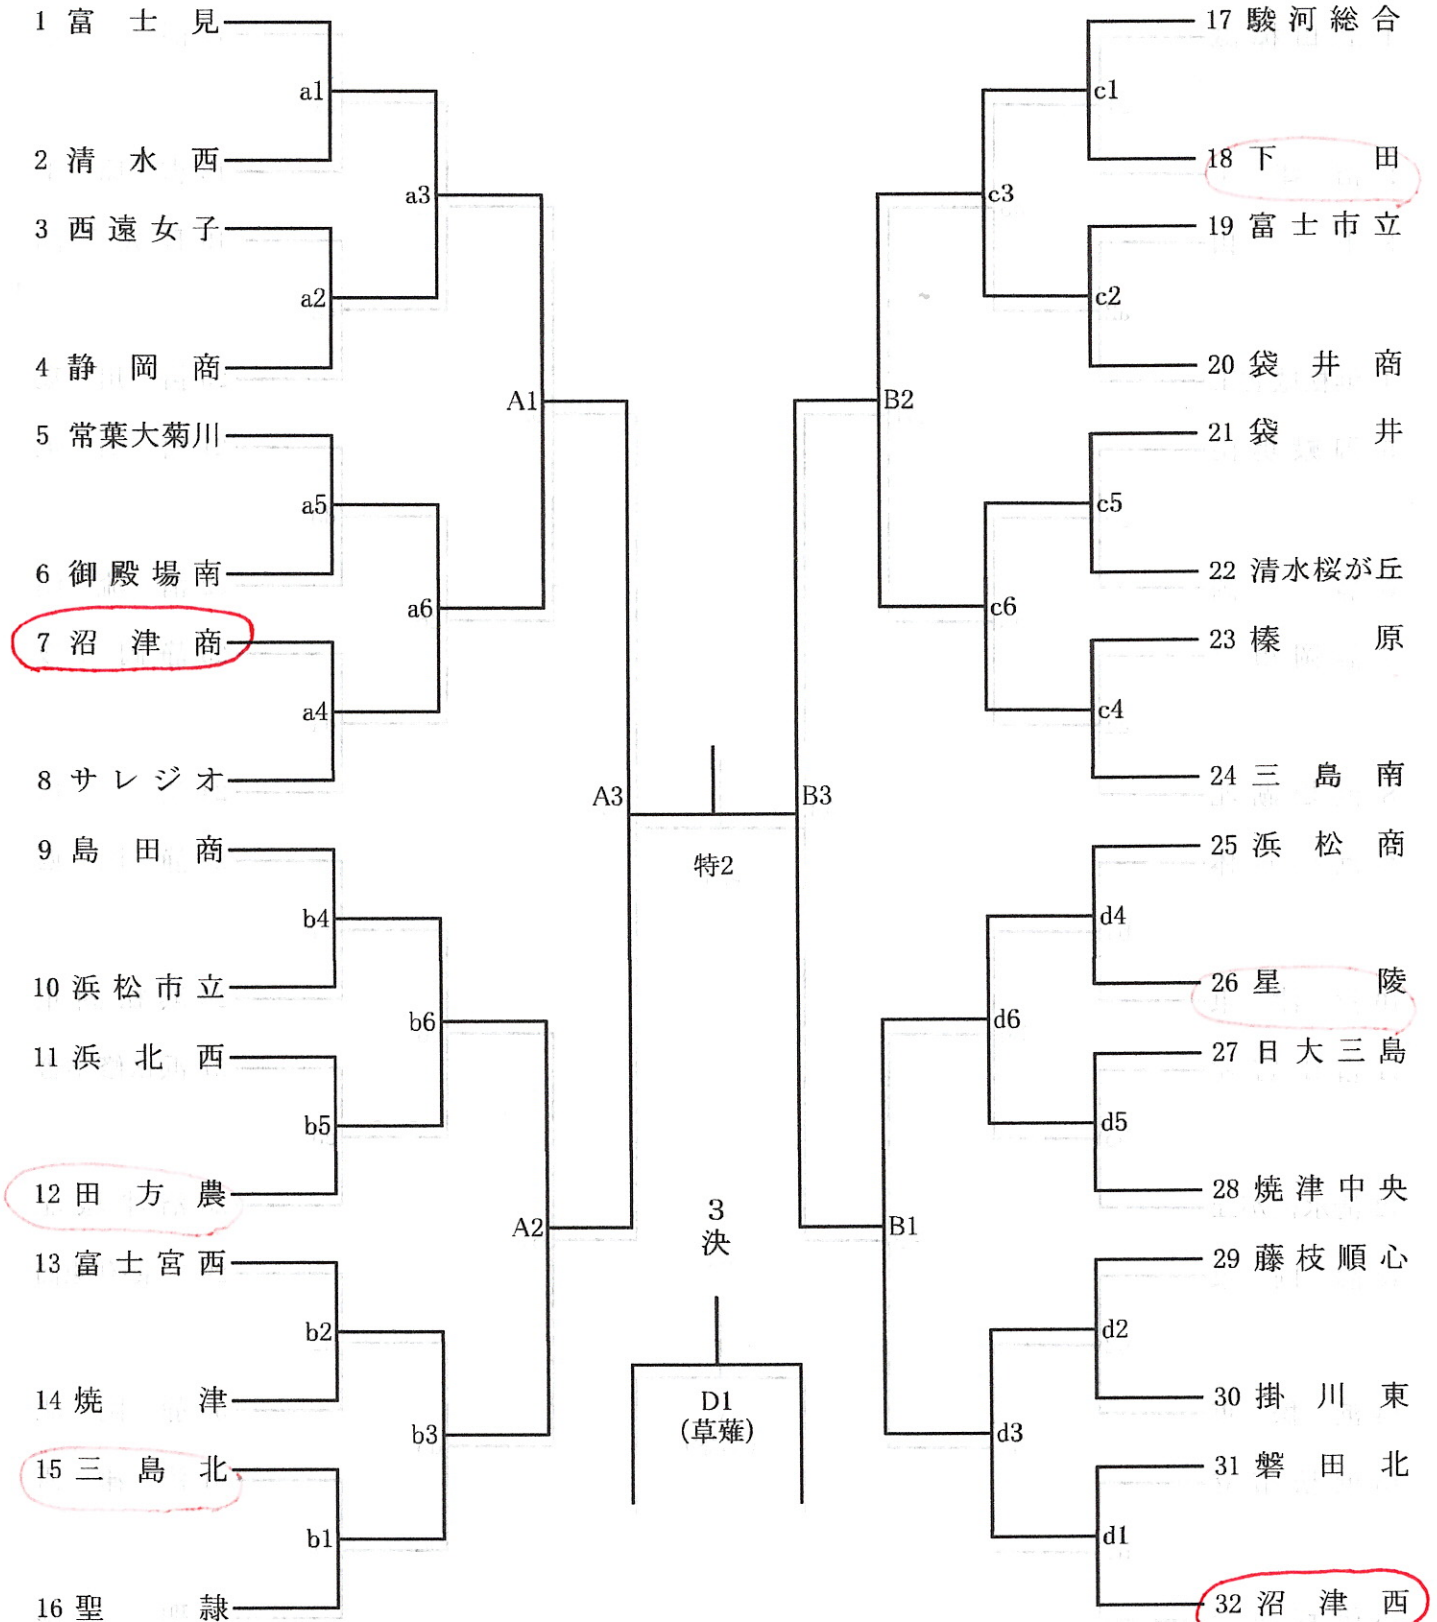 1 富士見
a1
2 清水西
a3
3 西遠女子
a2
4 静岡商
A1
5 常葉大菊川
a5
6 御殿場南
a6
7 沼津商
a4
8 サレジオ
A3
9 島田商
b4
10 浜松市立
b6
11 浜北西
b5
12 田方農
A2
13 富士宮西
b2
14 焼津
b3
15 三島北
b1
16 聖隷
特2
3
決
D1
(草薙)
17 駿河総合
c1
18 下田
c3
19 富士市立
c2
20 袋井商
B2
21 袋井
c5
22 清水桜が丘
c6
23 榛原
c4
24 三島南
B3
25 浜松商
d4
26 星陵
d6
27 日大三島
d5
28 焼津中央
B1
29 藤枝順心
d2
30 掛川東
d3
31 磐田北
d1
32 沼津西